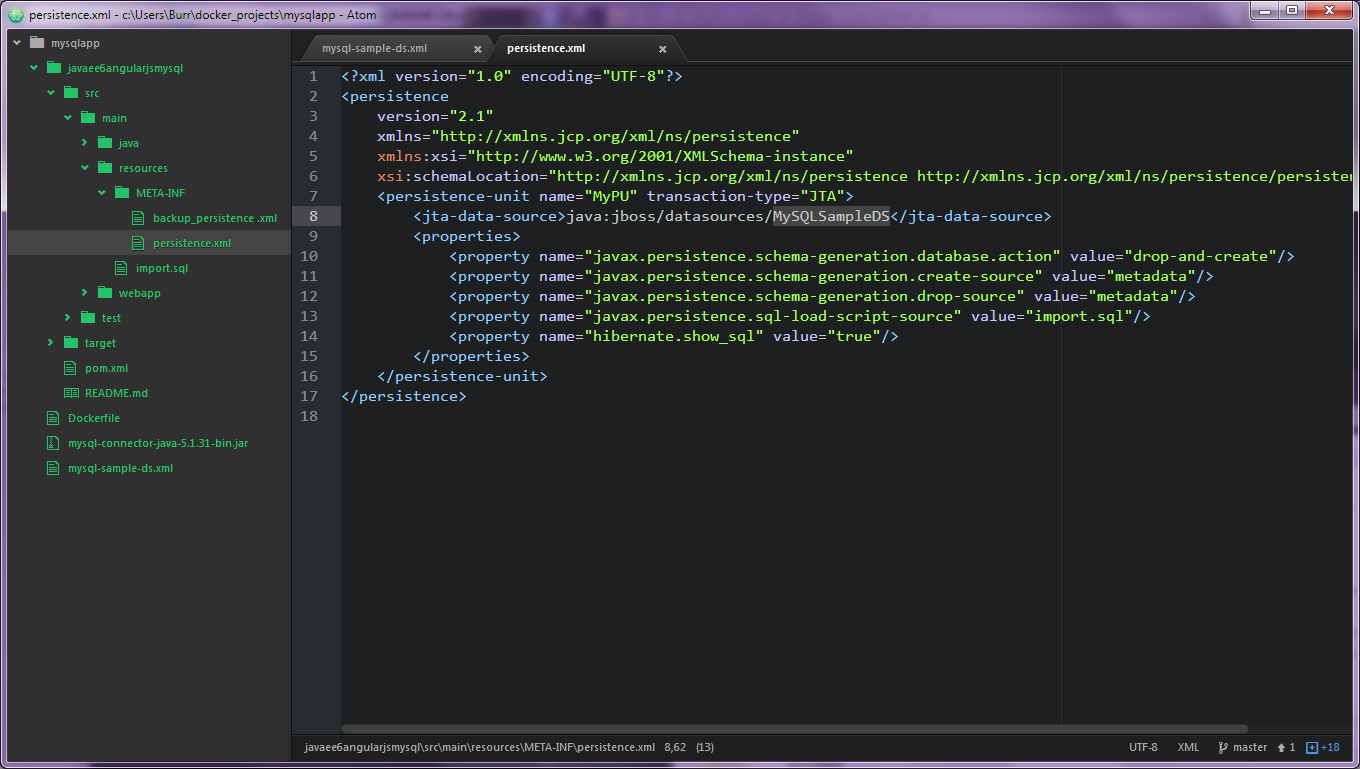 persistence.xml - c:\Users\Burr\docker_projects\mysqlapp - Atom
mysqlapp
javaee6angularjsmysql
src
main
java
resources
META-INF
backup_persistence .xml
persistence.xml
import.sql
webapp
test
target
pom.xml
README.md
Dockerfile
mysql-connector-java-5.1.31-bin.jar
mysql-sample-ds.xml
mysql-sample-ds.xml
persistence.xml
1 <?xml version="1.0" encoding="UTF-8"?>
2 <persistence
3 version="2.1"
4 xmlns="http://xmlns.jcp.org/xml/ns/persistence"
5 xmlns:xsi="http://www.w3.org/2001/XMLSchema-instance"
6 xsi:schemaLocation="http://xmlns.jcp.org/xml/ns/persistence http://xmlns.jcp.org/xml/ns/persistence/persisten
7 <persistence-unit name="MyPU" transaction-type="JTA">
8 <jta-data-source>java:jboss/datasources/MySQLSampleDS</jta-data-source>
9 <properties>
10 <property name="javax.persistence.schema-generation.database.action" value="drop-and-create"/>
11 <property name="javax.persistence.schema-generation.create-source" value="metadata"/>
12 <property name="javax.persistence.schema-generation.drop-source" value="metadata"/>
13 <property name="javax.persistence.sql-load-script-source" value="import.sql"/>
14 <property name="hibernate.show_sql" value="true"/>
15 </properties>
16 </persistence-unit>
17 </persistence>
18
javaee6angularjsmysql\src\main\resources\META-INF\persistence.xml 8,62 (13)
UTF-8 XML master 1 +18